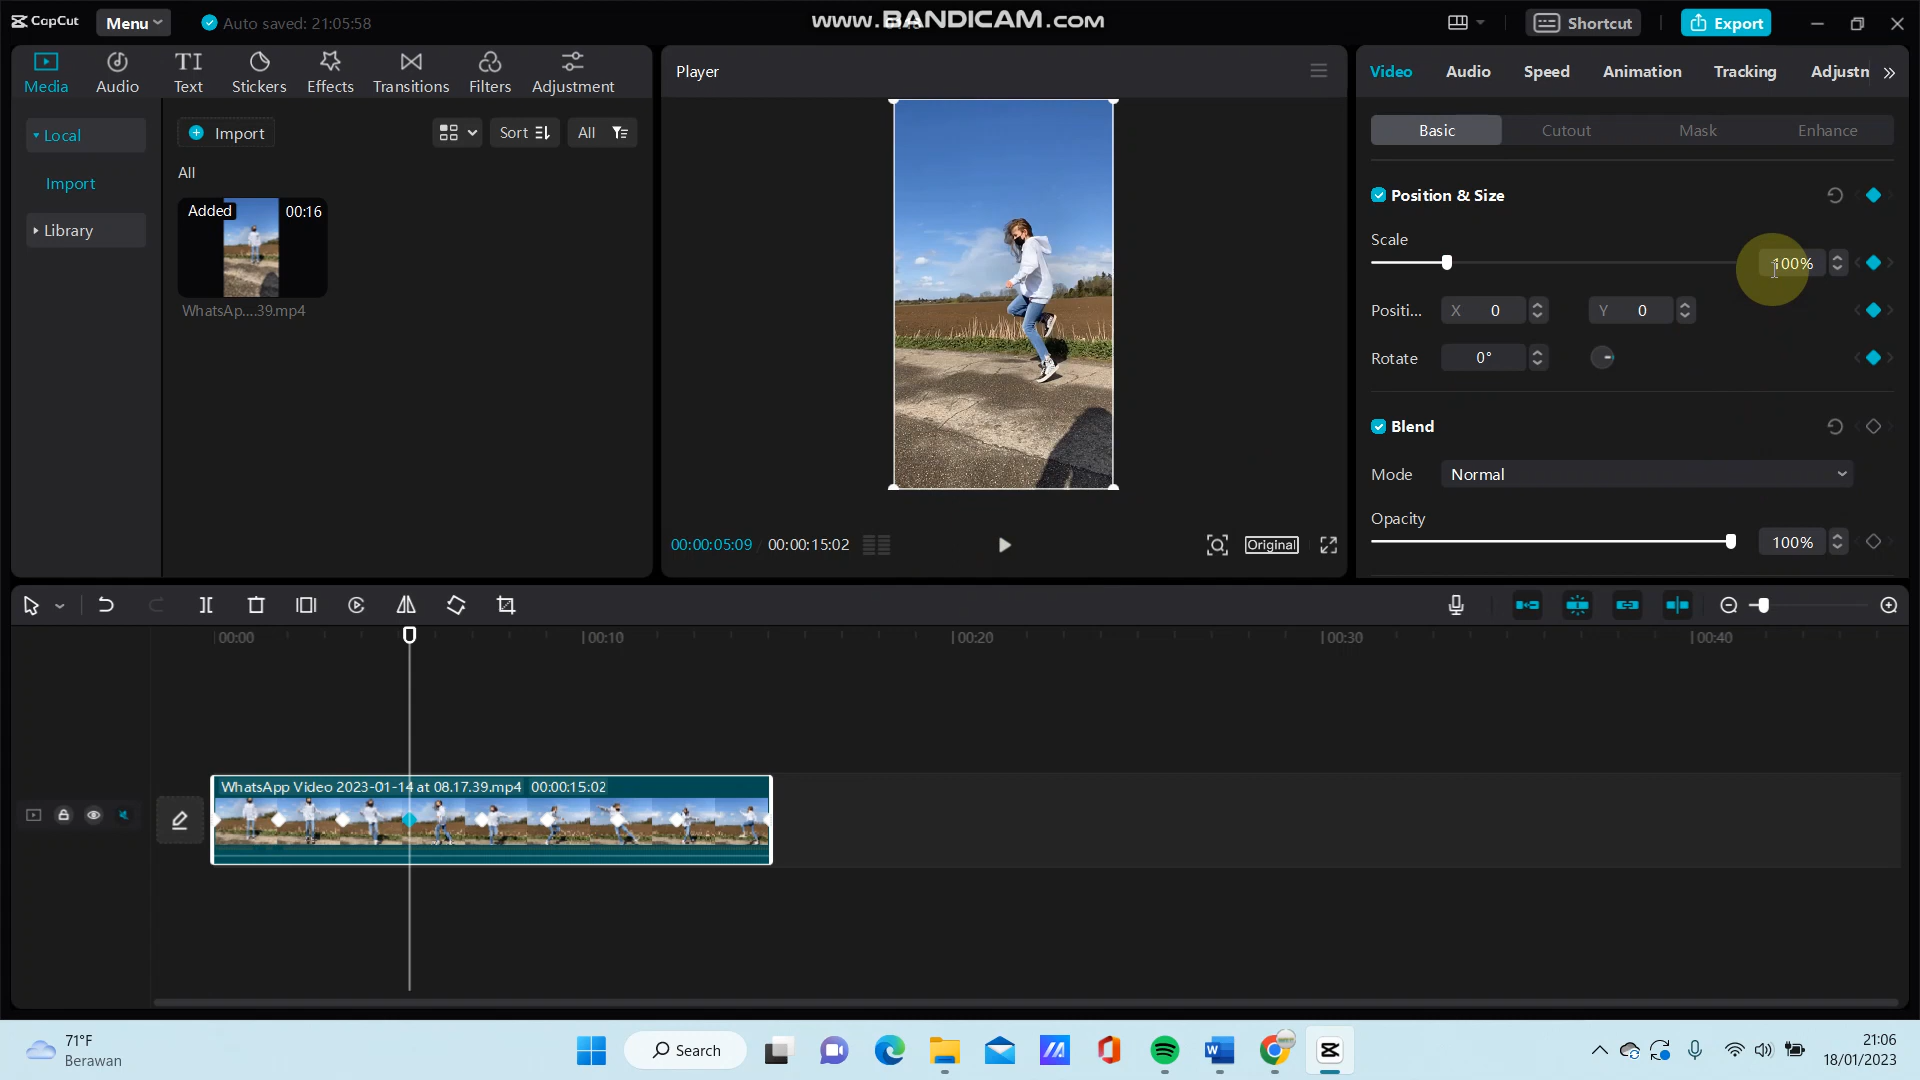 CapCut
Menu
Auto saved: 21:05:58
www.BANDICAM.com
Shortcut
Export
Media
Audio
Text
Stickers
Effects
Transitions
Filters
Adjustment
Local
Import
Library
Import
Sort
All
All
Added
00:16
WhatsAp....39.mp4
Player
00:00:05:09
00:00:15:02
Original
Video
Audio
Speed
Animation
Tracking
Adjustn
Basic
Cutout
Mask
Enhance
Position & Size
Scale
100%
Positi...
X 0
Y 0
Rotate
0°
Blend
Mode
Normal
Opacity
100%
00:00
00:10
00:20
00:30
00:40
WhatsApp Video 2023-01-14 at 08.17.39.mp4 00:00:15:02
71°F
Berawan
Search
21:06
18/01/2023